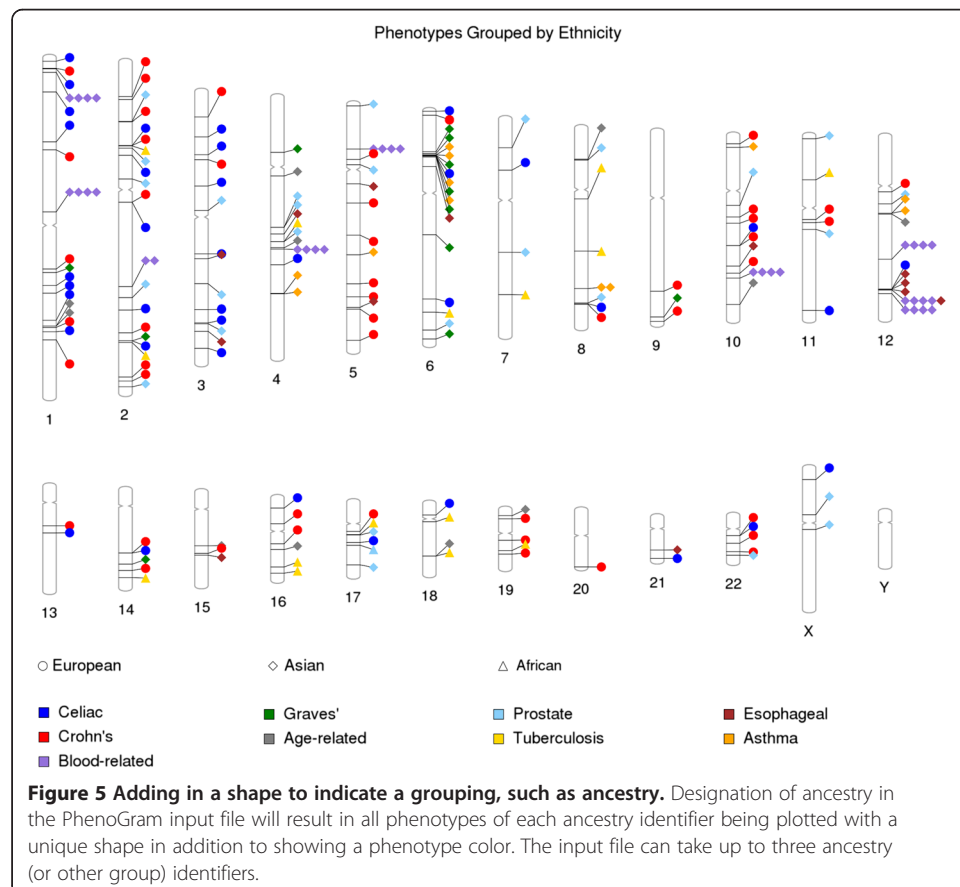 Phenotypes Grouped by Ethnicity
1 2 3 4 5 6 7 8 9 10 11 12
13 14 15 16 17 18 19 20 21 22 X Y
European Asian African
Celiac Graves' Prostate Esophageal
Crohn's Age-related Tuberculosis Asthma
Blood-related
Figure 5 Adding in a shape to indicate a grouping, such as ancestry. Designation of ancestry in
the PhenoGram input file will result in all phenotypes of each ancestry identifier being plotted with a
unique shape in addition to showing a phenotype color. The input file can take up to three ancestry
(or other group) identifiers.